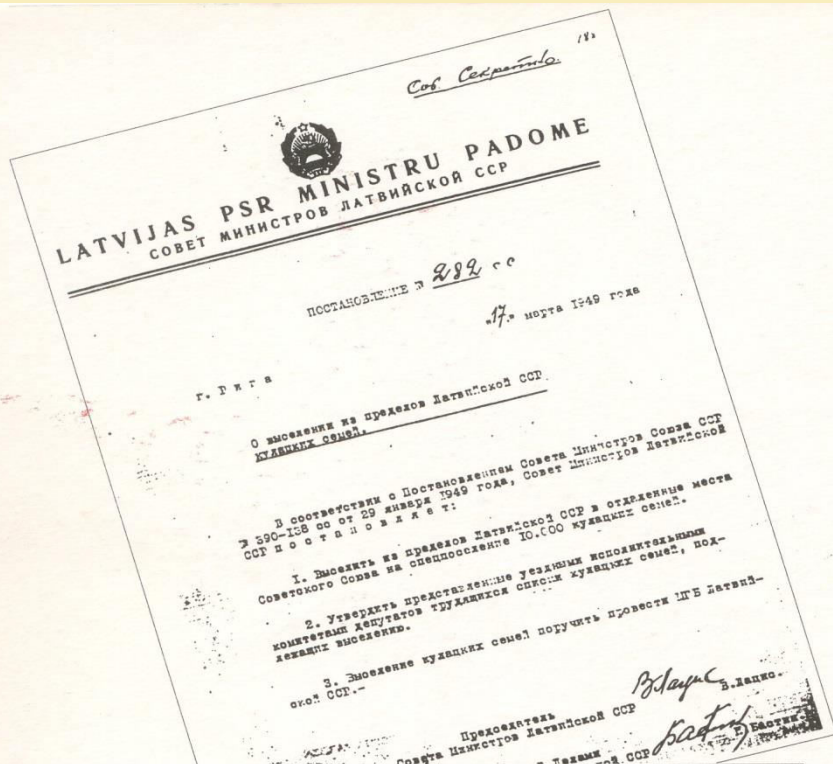 Сов. Секретно.
LATVIJAS PSR MINISTRU PADOME
СОВЕТ МИНИСТРОВ ЛАТВИЙСКОЙ ССР
ПОСТАНОВЛЕНИЕ № 282 сс
„17“ марта 1949 года
г. Рига
О выселении из пределов Латвийской ССР
кулацких семей.
В соответствии с Постановлением Совета Министров Союза ССР
№ 390-138 сс от 29 января 1949 года, Совет Министров Латвийской
ССР п о с т а н о в л я е т:
1. Выселить из пределов Латвийской ССР в отдаленные места
Советского Союза на спецпоселение 10.000 кулацких семей.
2. Утвердить представленные уездными исполнительными
комитетами депутатов трудящихся списки кулацких семей, под-
лежащих выселению.
3. Выселение кулацких семей поручить провести МГБ Латвий-
ской ССР.-
Председатель
Совета Министров Латвийской ССР В.Лацис.
ССР